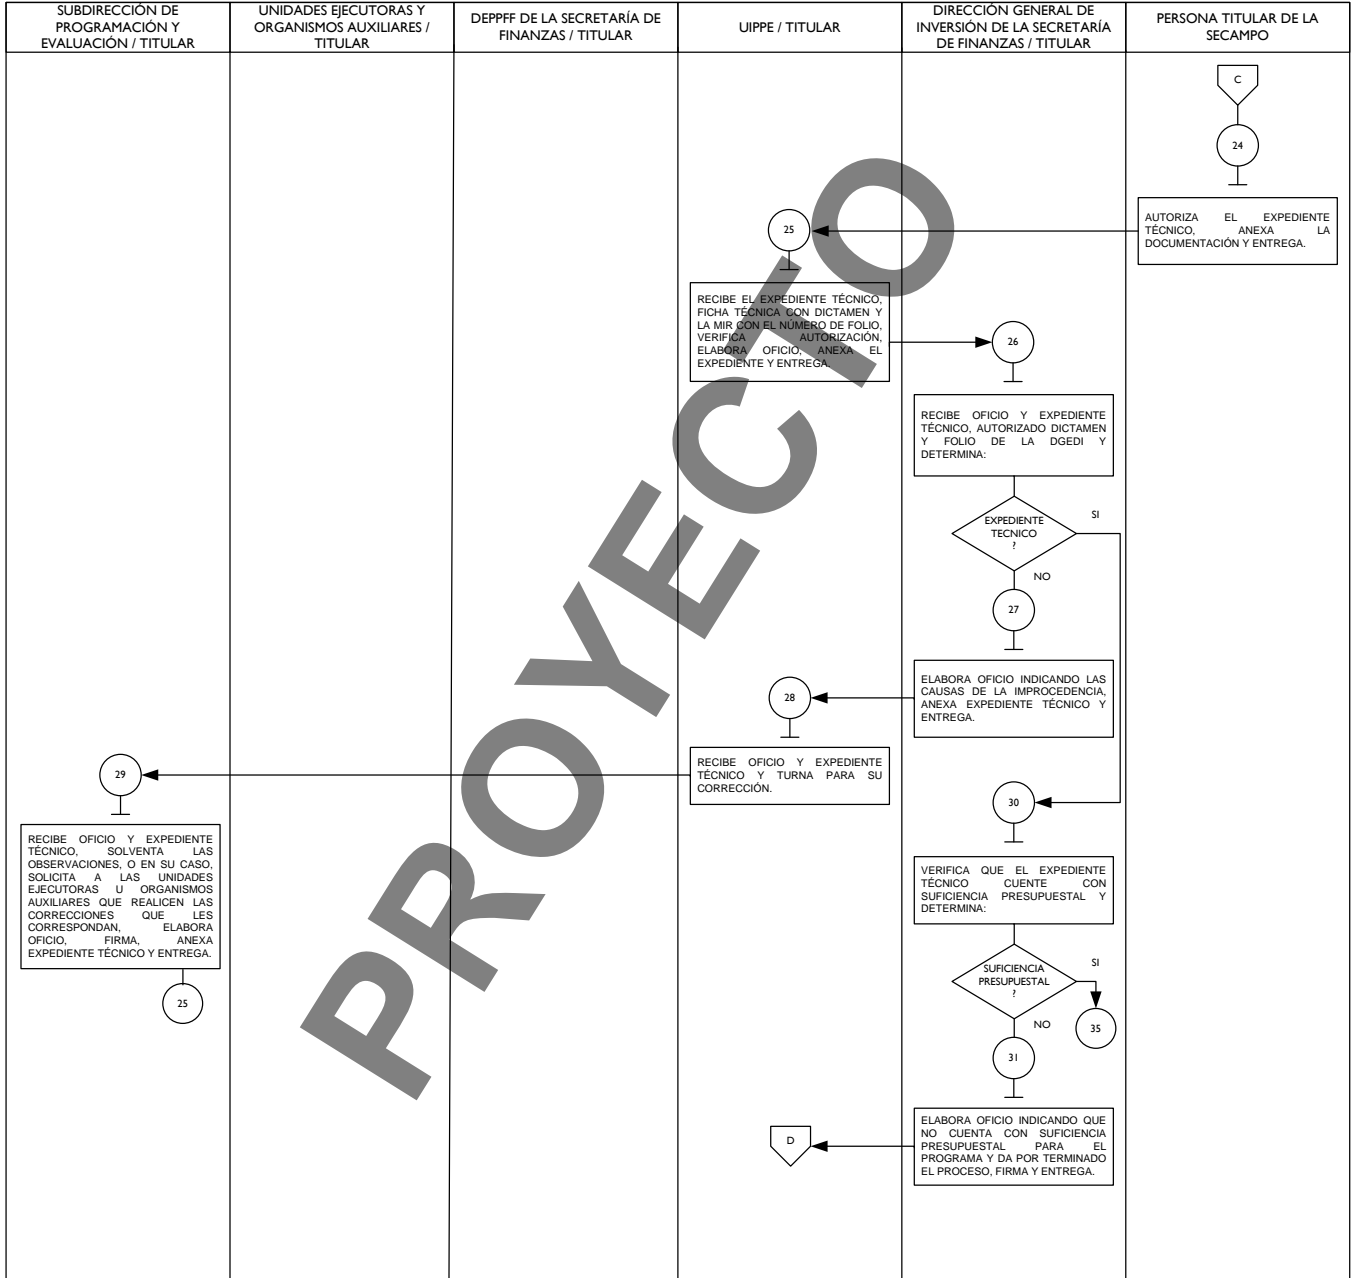 SUBDIRECCIÓN DE
PROGRAMACIÓN Y
EVALUACIÓN / TITULAR
UNIDADES EJECUTORAS Y
ORGANISMOS AUXILIARES /
TITULAR
DEPPFF DE LA SECRETARÍA DE
FINANZAS / TITULAR
UIPPE / TITULAR
DIRECCIÓN GENERAL DE
INVERSIÓN DE LA SECRETARÍA
DE FINANZAS / TITULAR
PERSONA TITULAR DE LA
SECAMPO
C
24
AUTORIZA EL EXPEDIENTE
TÉCNICO, ANEXA LA
DOCUMENTACIÓN Y ENTREGA.
25
RECIBE EL EXPEDIENTE TÉCNICO,
FICHA TÉCNICA CON DICTAMEN Y
LA MIR CON EL NÚMERO DE FOLIO,
VERIFICA AUTORIZACIÓN,
ELABORA OFICIO, ANEXA EL
EXPEDIENTE Y ENTREGA.
26
RECIBE OFICIO Y EXPEDIENTE
TÉCNICO, AUTORIZADO DICTAMEN
Y FOLIO DE LA DGEDI Y
DETERMINA:
EXPEDIENTE
TECNICO
?
SI
NO
27
ELABORA OFICIO INDICANDO LAS
CAUSAS DE LA IMPROCEDENCIA,
ANEXA EXPEDIENTE TÉCNICO Y
ENTREGA.
28
RECIBE OFICIO Y EXPEDIENTE
TÉCNICO Y TURNA PARA SU
CORRECCIÓN.
29
RECIBE OFICIO Y EXPEDIENTE
TÉCNICO, SOLVENTA LAS
OBSERVACIONES, O EN SU CASO,
SOLICITA A LAS UNIDADES
EJECUTORAS U ORGANISMOS
AUXILIARES QUE REALICEN LAS
CORRECCIONES QUE LES
CORRESPONDAN, ELABORA
OFICIO, FIRMA, ANEXA
EXPEDIENTE TÉCNICO Y ENTREGA.
25
30
VERIFICA QUE EL EXPEDIENTE
TÉCNICO CUENTE CON
SUFICIENCIA PRESUPUESTAL Y
DETERMINA:
SUFICIENCIA
PRESUPUESTAL
?
SI
35
NO
31
ELABORA OFICIO INDICANDO QUE
NO CUENTA CON SUFICIENCIA
PRESUPUESTAL PARA EL
PROGRAMA Y DA POR TERMINADO
EL PROCESO, FIRMA Y ENTREGA.
D
PROYECTO